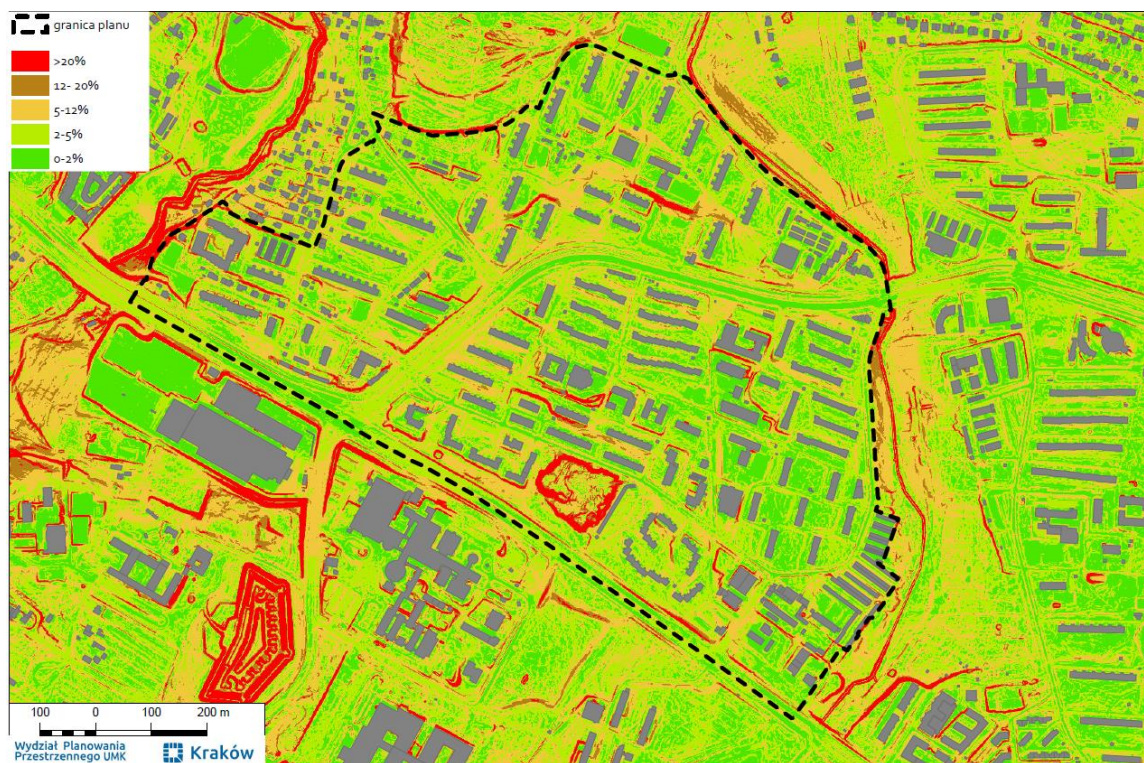 granica planu
>20%
12- 20%
5-12%
2-5%
0-2%
100 0 100 200 m
Wydział Planowania
Przestrzennego UMK
Kraków